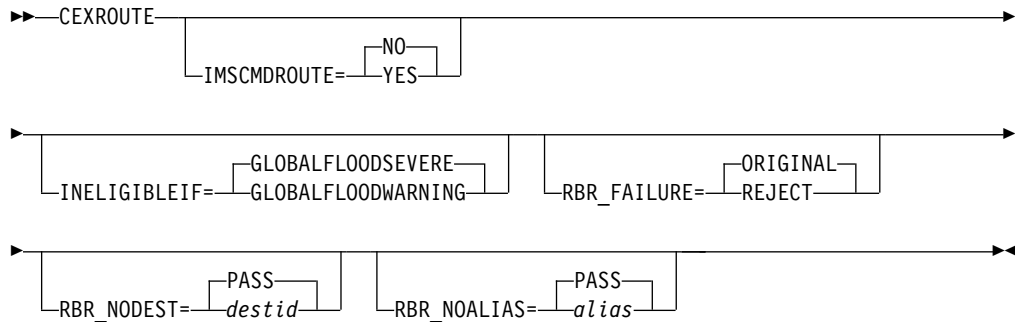 CEXROUTE
NO
IMSCMDROUTE= YES
GLOBALFLOODSEVERE ORIGINAL
INELIGIBLEIF= GLOBALFLOODWARNING RBR_FAILURE= REJECT
PASS PASS
RBR_NODEST= destid RBR_NOALIAS= alias